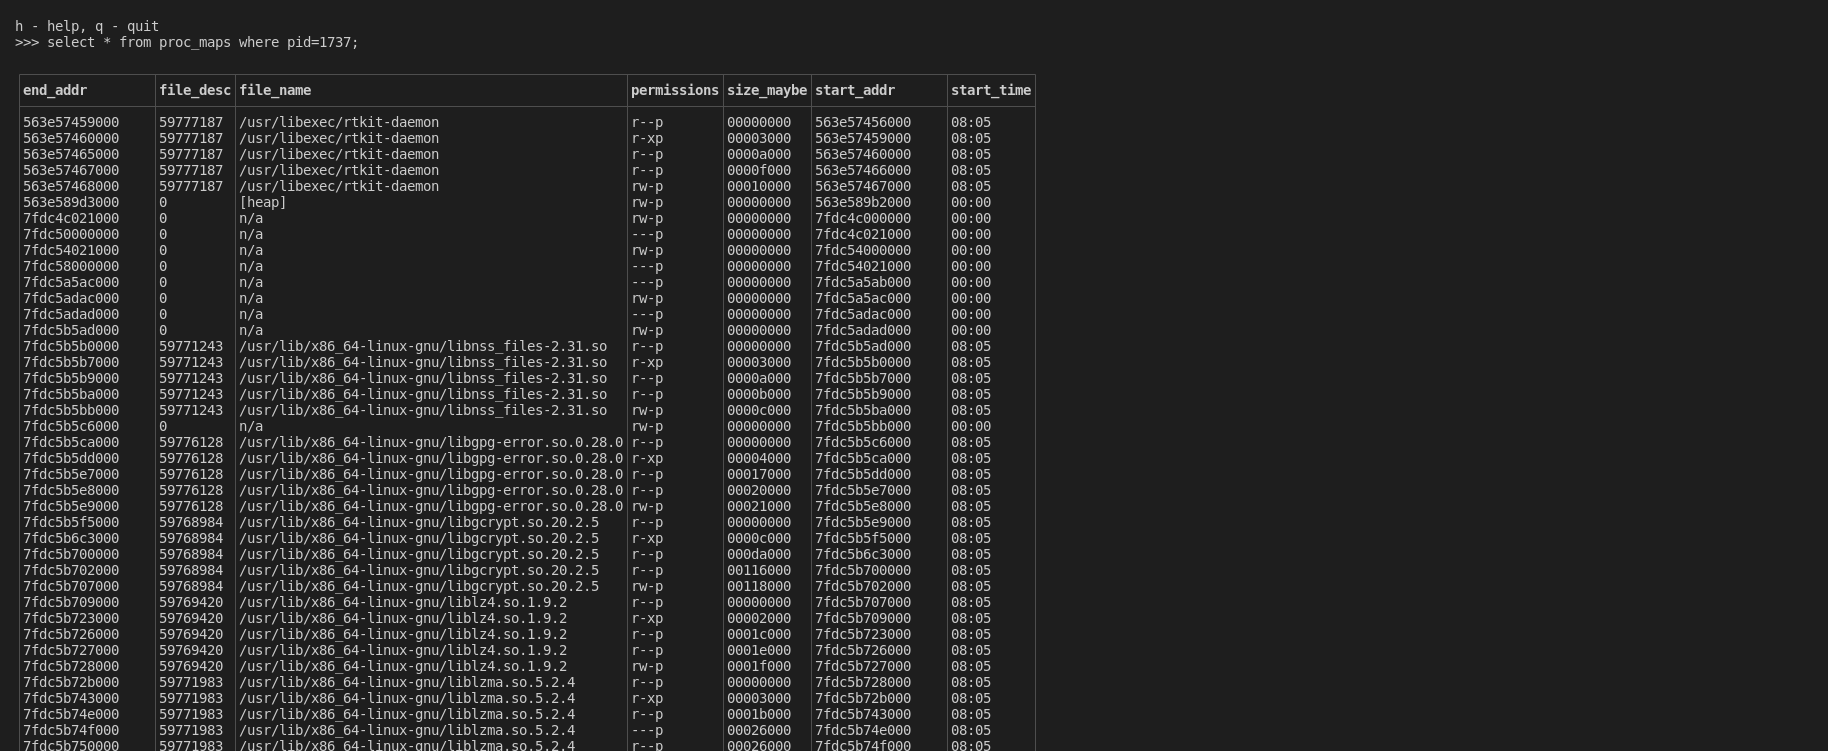 h - help, q - quit
>>> select * from proc_maps where pid=1737;
end_addr file_desc file_name permissions size_maybe start_addr start_time
563e57459000 59777187 /usr/libexec/rtkit-daemon r--p 00000000 563e57456000 08:05
563e57460000 59777187 /usr/libexec/rtkit-daemon r-xp 00003000 563e57459000 08:05
563e57465000 59777187 /usr/libexec/rtkit-daemon r--p 0000a000 563e57460000 08:05
563e57467000 59777187 /usr/libexec/rtkit-daemon r--p 0000f000 563e57466000 08:05
563e57468000 59777187 /usr/libexec/rtkit-daemon rw-p 00010000 563e57467000 08:05
563e589d3000 0 [heap] rw-p 00000000 563e589b2000 00:00
7fdc4c021000 0 n/a rw-p 00000000 7fdc4c000000 00:00
7fdc50000000 0 n/a ---p 00000000 7fdc4c021000 00:00
7fdc54021000 0 n/a rw-p 00000000 7fdc54000000 00:00
7fdc58000000 0 n/a ---p 00000000 7fdc54021000 00:00
7fdc5a5ac000 0 n/a ---p 00000000 7fdc5a5ab000 00:00
7fdc5adac000 0 n/a rw-p 00000000 7fdc5a5ac000 00:00
7fdc5adad000 0 n/a ---p 00000000 7fdc5adac000 00:00
7fdc5b5ad000 0 n/a rw-p 00000000 7fdc5adad000 00:00
7fdc5b5b0000 59771243 /usr/lib/x86_64-linux-gnu/libnss_files-2.31.so r--p 00000000 7fdc5b5ad000 08:05
7fdc5b5b7000 59771243 /usr/lib/x86_64-linux-gnu/libnss_files-2.31.so r-xp 00003000 7fdc5b5b0000 08:05
7fdc5b5b9000 59771243 /usr/lib/x86_64-linux-gnu/libnss_files-2.31.so r--p 0000a000 7fdc5b5b7000 08:05
7fdc5b5ba000 59771243 /usr/lib/x86_64-linux-gnu/libnss_files-2.31.so r--p 0000b000 7fdc5b5b9000 08:05
7fdc5b5bb000 59771243 /usr/lib/x86_64-linux-gnu/libnss_files-2.31.so rw-p 0000c000 7fdc5b5ba000 08:05
7fdc5b5c6000 0 n/a rw-p 00000000 7fdc5b5bb000 00:00
7fdc5b5ca000 59776128 /usr/lib/x86_64-linux-gnu/libgpg-error.so.0.28.0 r--p 00000000 7fdc5b5c6000 08:05
7fdc5b5dd000 59776128 /usr/lib/x86_64-linux-gnu/libgpg-error.so.0.28.0 r-xp 00004000 7fdc5b5ca000 08:05
7fdc5b5e7000 59776128 /usr/lib/x86_64-linux-gnu/libgpg-error.so.0.28.0 r--p 00017000 7fdc5b5dd000 08:05
7fdc5b5e8000 59776128 /usr/lib/x86_64-linux-gnu/libgpg-error.so.0.28.0 r--p 00020000 7fdc5b5e7000 08:05
7fdc5b5e9000 59776128 /usr/lib/x86_64-linux-gnu/libgpg-error.so.0.28.0 rw-p 00021000 7fdc5b5e8000 08:05
7fdc5b5f5000 59768984 /usr/lib/x86_64-linux-gnu/libgcrypt.so.20.2.5 r--p 00000000 7fdc5b5e9000 08:05
7fdc5b6c3000 59768984 /usr/lib/x86_64-linux-gnu/libgcrypt.so.20.2.5 r-xp 0000c000 7fdc5b5f5000 08:05
7fdc5b700000 59768984 /usr/lib/x86_64-linux-gnu/libgcrypt.so.20.2.5 r--p 000da000 7fdc5b6c3000 08:05
7fdc5b702000 59768984 /usr/lib/x86_64-linux-gnu/libgcrypt.so.20.2.5 r--p 00116000 7fdc5b700000 08:05
7fdc5b707000 59768984 /usr/lib/x86_64-linux-gnu/libgcrypt.so.20.2.5 rw-p 00118000 7fdc5b702000 08:05
7fdc5b709000 59769420 /usr/lib/x86_64-linux-gnu/liblz4.so.1.9.2 r--p 00000000 7fdc5b707000 08:05
7fdc5b723000 59769420 /usr/lib/x86_64-linux-gnu/liblz4.so.1.9.2 r-xp 00002000 7fdc5b709000 08:05
7fdc5b726000 59769420 /usr/lib/x86_64-linux-gnu/liblz4.so.1.9.2 r--p 0001c000 7fdc5b723000 08:05
7fdc5b727000 59769420 /usr/lib/x86_64-linux-gnu/liblz4.so.1.9.2 r--p 0001e000 7fdc5b726000 08:05
7fdc5b728000 59769420 /usr/lib/x86_64-linux-gnu/liblz4.so.1.9.2 rw-p 0001f000 7fdc5b727000 08:05
7fdc5b72b000 59771983 /usr/lib/x86_64-linux-gnu/liblzma.so.5.2.4 r--p 00000000 7fdc5b728000 08:05
7fdc5b743000 59771983 /usr/lib/x86_64-linux-gnu/liblzma.so.5.2.4 r-xp 00003000 7fdc5b72b000 08:05
7fdc5b74e000 59771983 /usr/lib/x86_64-linux-gnu/liblzma.so.5.2.4 r--p 0001b000 7fdc5b743000 08:05
7fdc5b74f000 59771983 /usr/lib/x86_64-linux-gnu/liblzma.so.5.2.4 ---p 00026000 7fdc5b74e000 08:05
7fdc5b750000 59771983 /usr/lib/x86_64-linux-gnu/liblzma.so.5.2.4 r--p 00026000 7fdc5b74f000 08:05